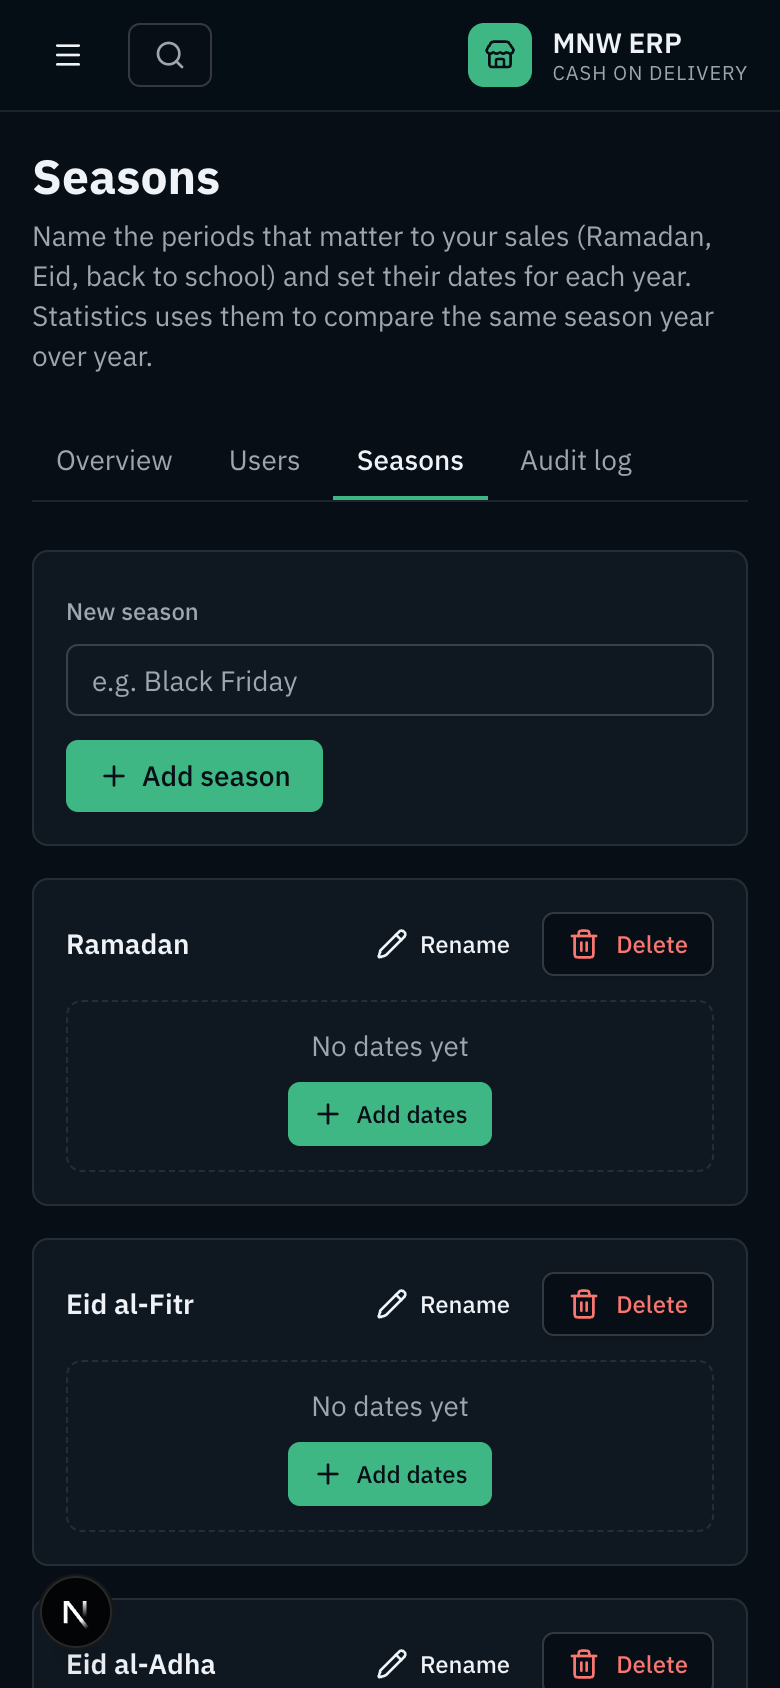 MNW ERP
CASH ON DELIVERY
Seasons
Name the periods that matter to your sales (Ramadan,
Eid, back to school) and set their dates for each year.
Statistics uses them to compare the same season year
over year.
Overview Users Seasons Audit log
New season
e.g. Black Friday
Add season
Ramadan Rename Delete
No dates yet
Add dates
Eid al-Fitr Rename Delete
No dates yet
Add dates
N
Eid al-Adha Rename Delete